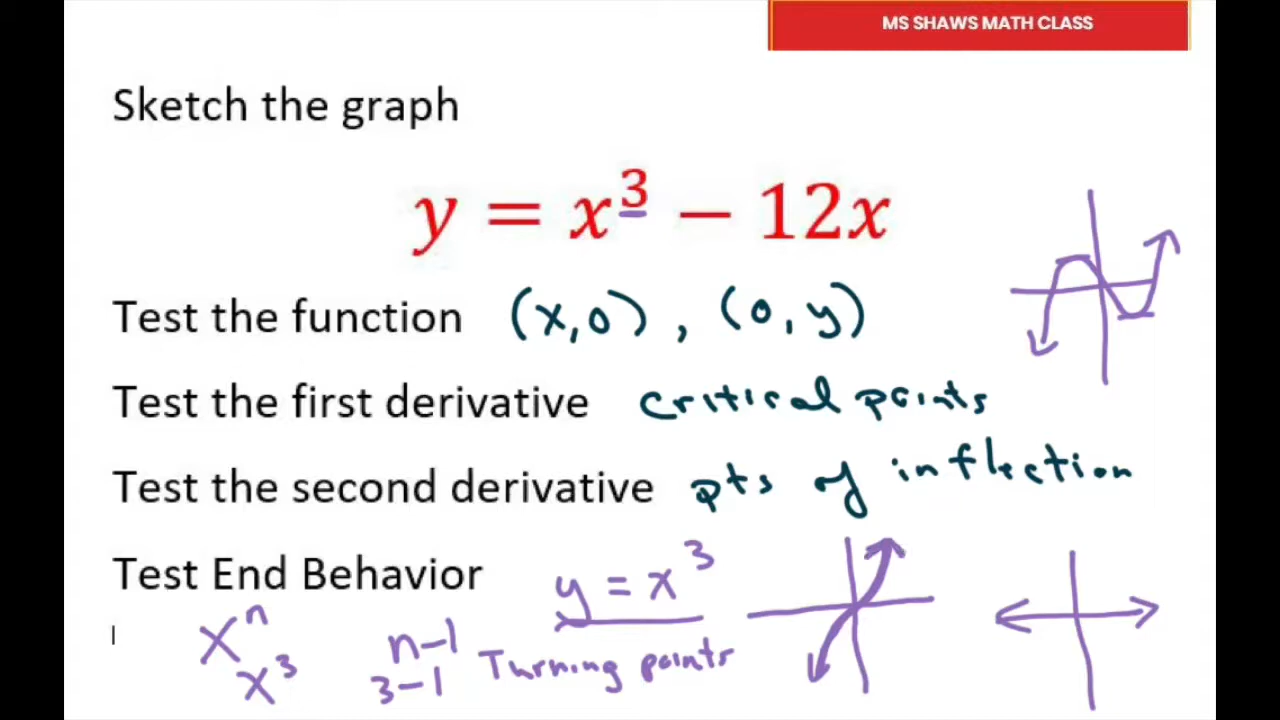 MS SHAWS MATH CLASS
Sketch the graph
y = x³ − 12x
Test the function (x,0), (0,y)
Test the first derivative critical points
Test the second derivative pts of inflection
Test End Behavior y = x³
xⁿ n−1 Turning points
x³ 3−1